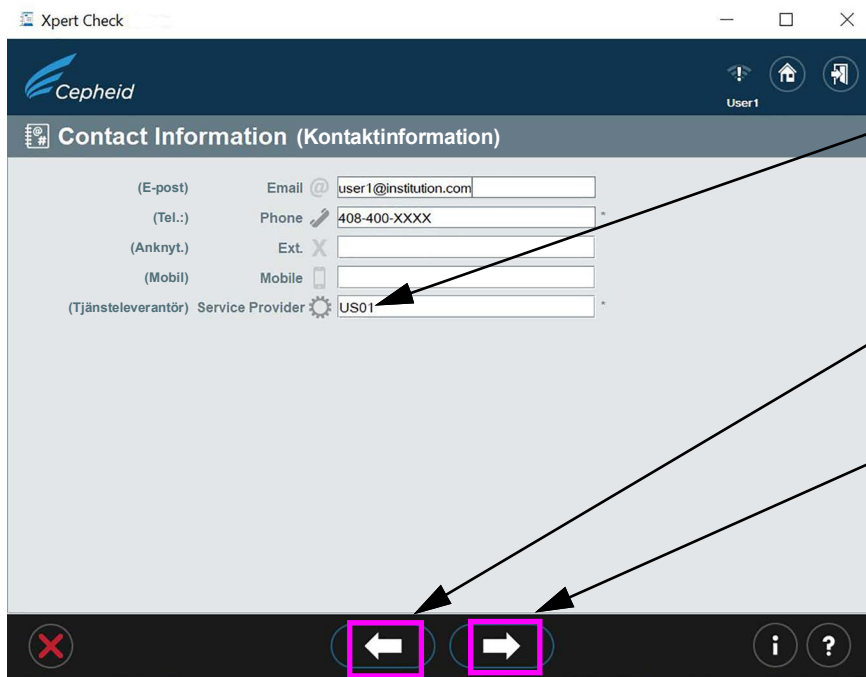 Xpert Check
Cepheid
User1
Contact Information (Kontaktinformation)
(E-post) Email @ user1@institution.com
(Tel.:) Phone 408-400-XXXX *
(Anknyt.) Ext. X
(Mobil) Mobile
(Tjänsteleverantör) Service Provider US01 *
i ?